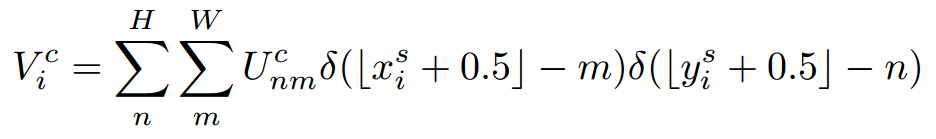 V_i^c = \sum_n^H \sum_m^W U_{nm}^c \delta(\lfloor x_i^s + 0.5 \rfloor - m) \delta(\lfloor y_i^s + 0.5 \rfloor - n)